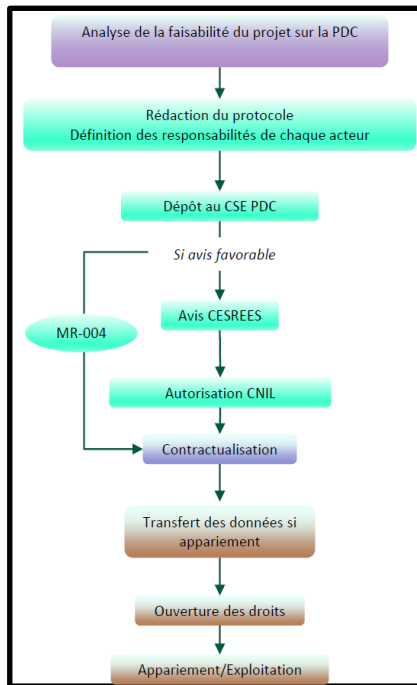 Analyse de la faisabilité du projet sur la PDC
Rédaction du protocole
Définition des responsabilités de chaque acteur
Dépôt au CSE PDC
Si avis favorable
MR-004
Avis CESREES
Autorisation CNIL
Contractualisation
Transfert des données si
appariement
Ouverture des droits
Appariement/Exploitation